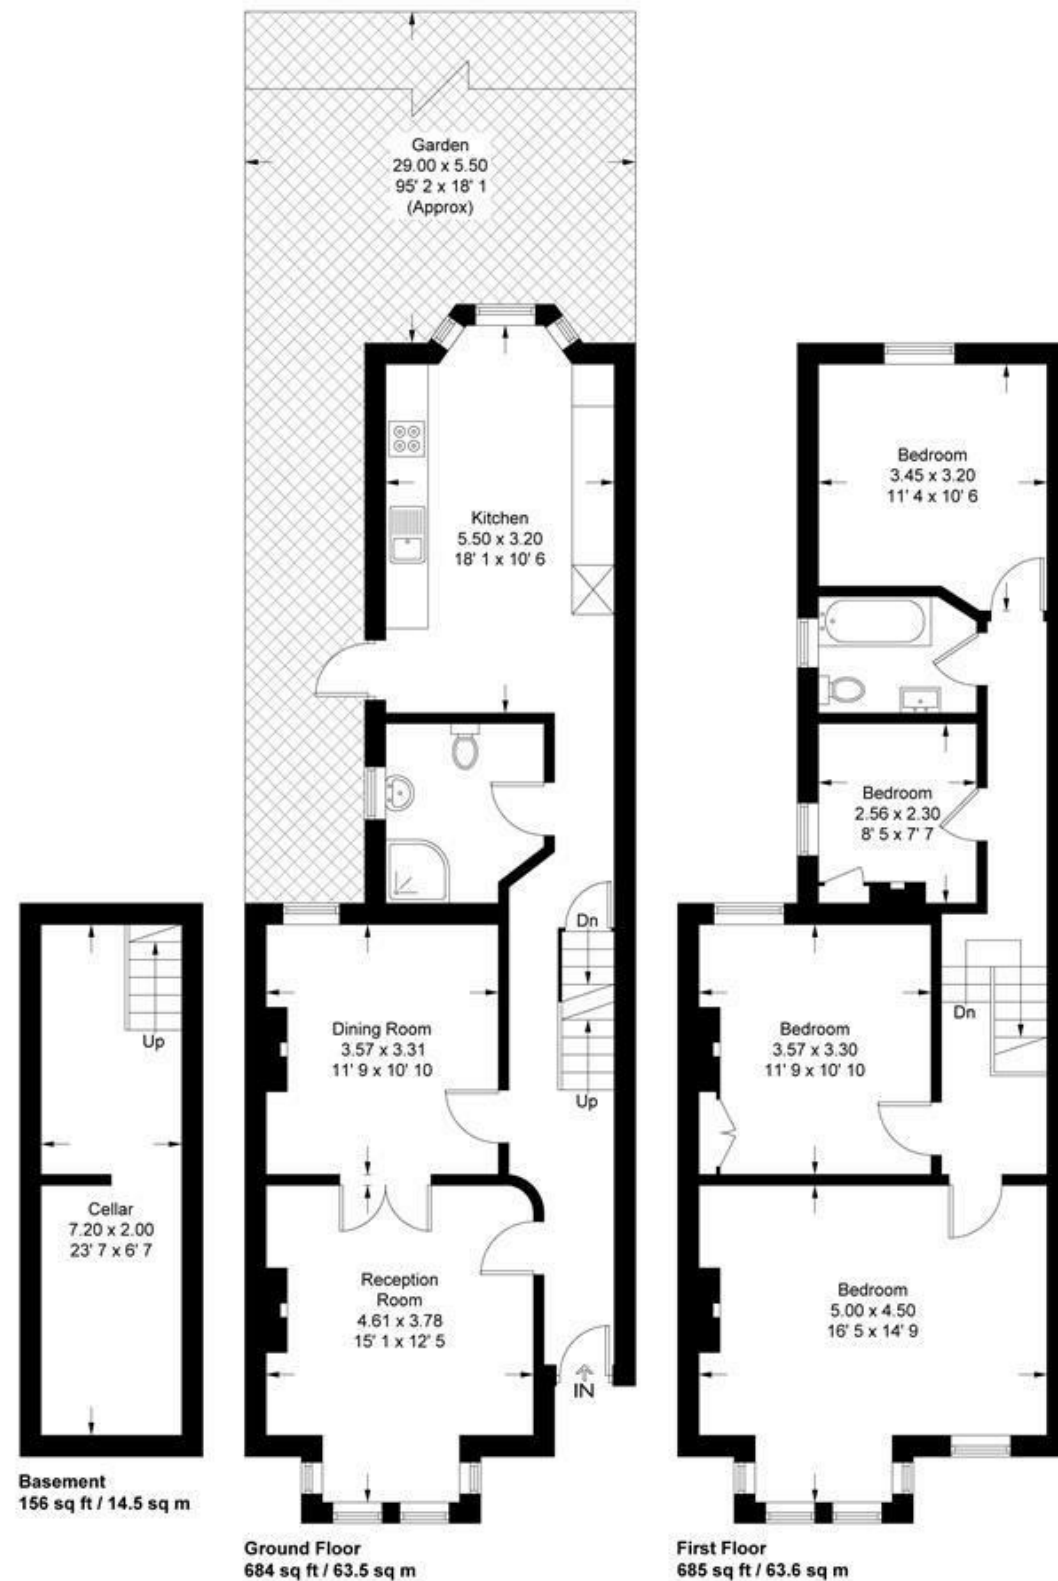 Garden
29.00 x 5.50
95' 2 x 18' 1
(Approx)
Kitchen
5.50 x 3.20
18' 1 x 10' 6
Bedroom
3.45 x 3.20
11' 4 x 10' 6
Bedroom
2.56 x 2.30
8' 5 x 7' 7
Dn
Up
Dining Room
3.57 x 3.31
11' 9 x 10' 10
Up
Bedroom
3.57 x 3.30
11' 9 x 10' 10
Dn
Cellar
7.20 x 2.00
23' 7 x 6' 7
Reception
Room
4.61 x 3.78
15' 1 x 12' 5
IN
Bedroom
5.00 x 4.50
16' 5 x 14' 9
Basement
156 sq ft / 14.5 sq m
Ground Floor
684 sq ft / 63.5 sq m
First Floor
685 sq ft / 63.6 sq m